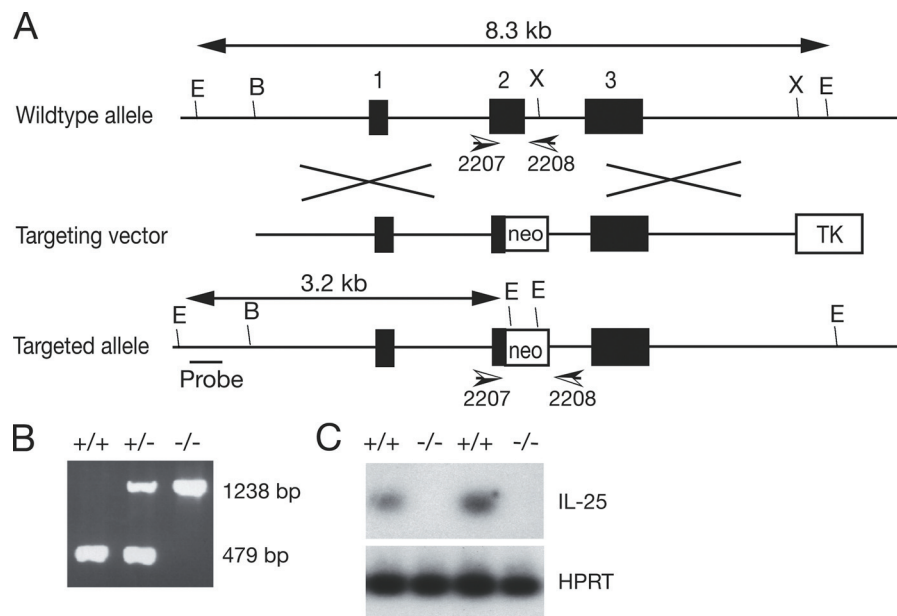 A
8.3 kb
E B 1 2 X 3 X E
Wildtype allele
2207 2208
Targeting vector
neo
TK
3.2 kb
E B E E E
Targeted allele
neo
Probe
2207 2208
B
+/+ +/- -/-
1238 bp
479 bp
C
+/+ -/- +/+ -/-
IL-25
HPRT